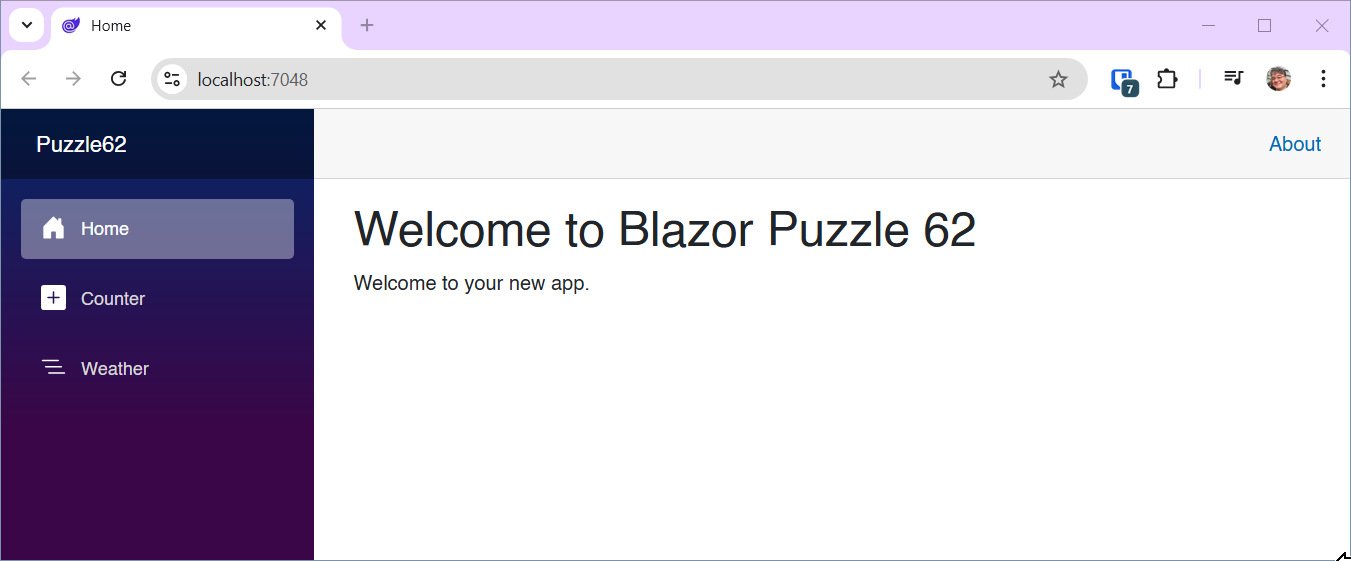 Home
localhost:7048
7
Puzzle62
About
Home
Counter
Weather
Welcome to Blazor Puzzle 62
Welcome to your new app.